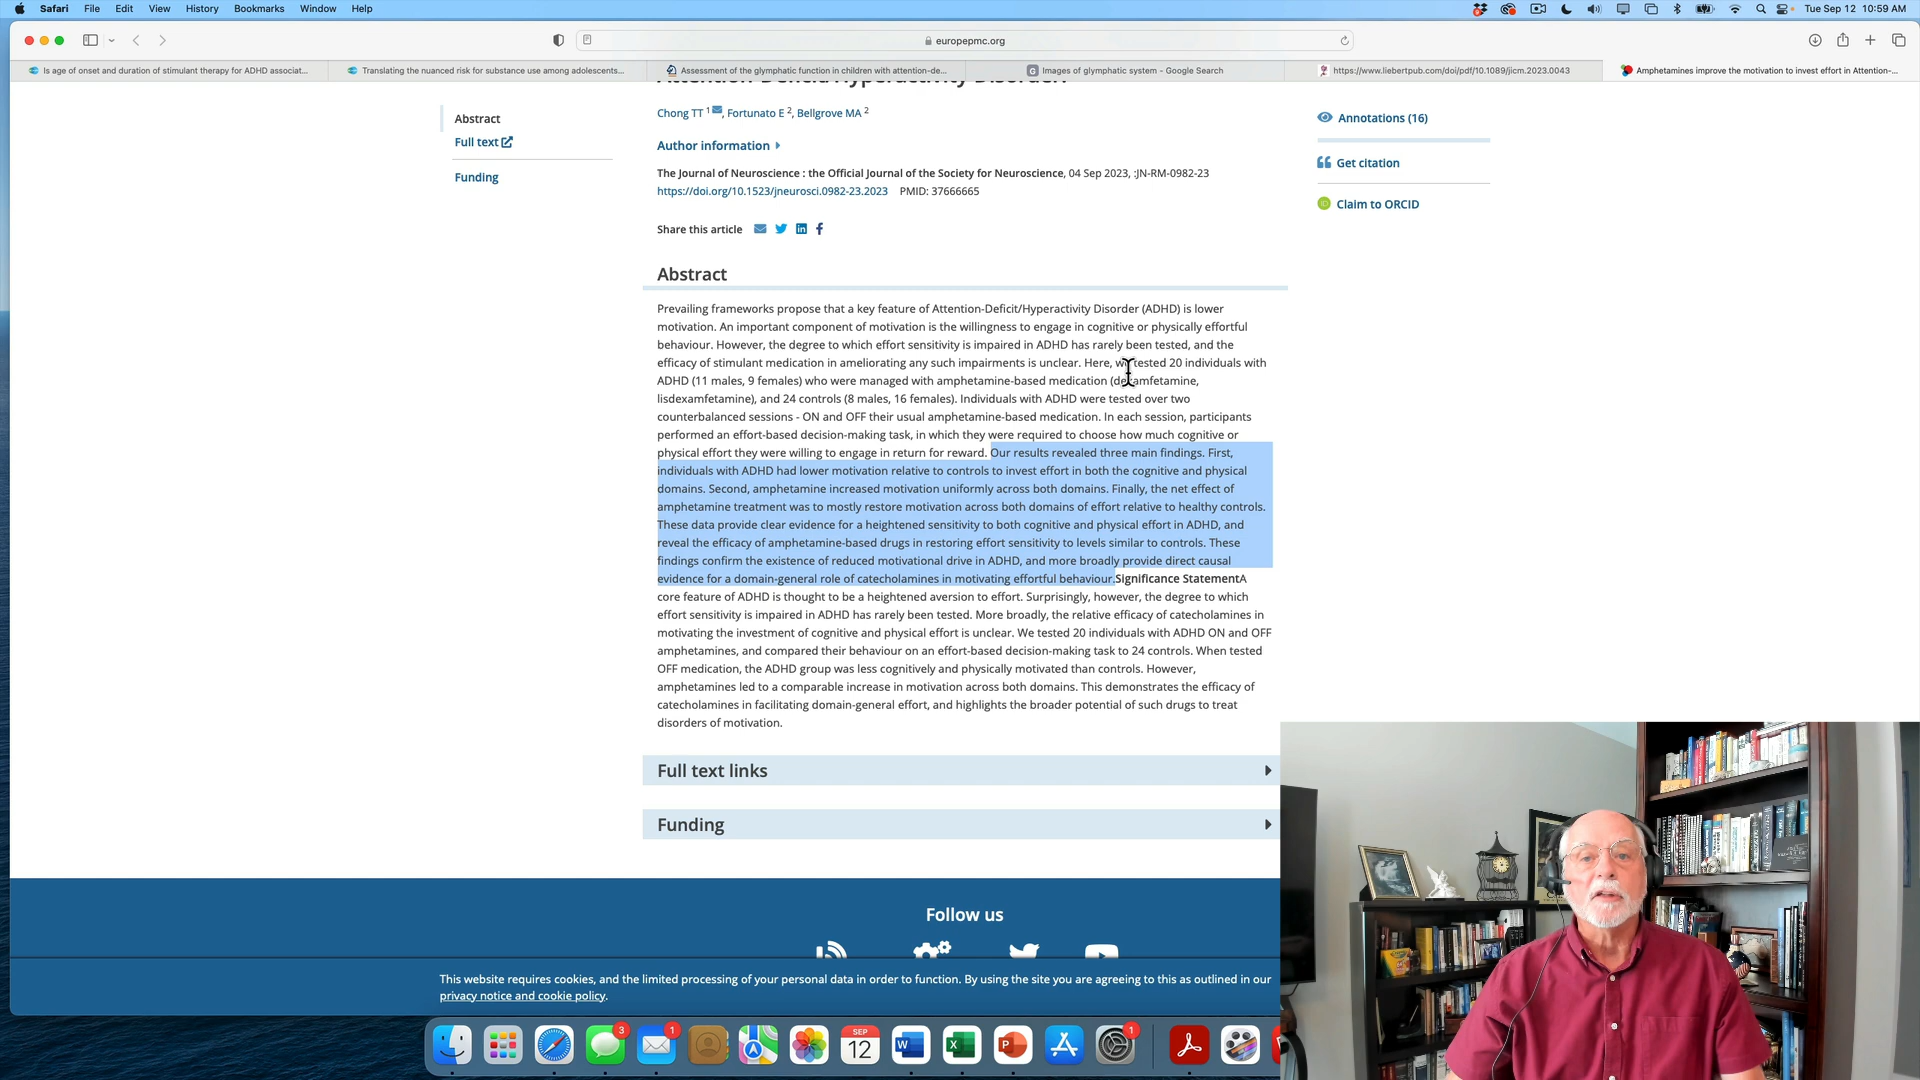 Safari File Edit View History Bookmarks Window Help
Tue Sep 12 10:59 AM
europepmc.org
Is age of onset and duration of stimulant therapy for ADHD associat...
Translating the nuanced risk for substance use among adolescents...
Assessment of the glymphatic function in children with attention-de...
Images of glymphatic system - Google Search
https://www.liebertpub.com/doi/pdf/10.1089/jicm.2023.0043
Amphetamines improve the motivation to invest effort in Attention-...
Attention-Deficit/Hyperactivity Disorder.
Abstract
Full text
Funding
Chong TT 1, Fortunato E 2, Bellgrove MA 2
Author information
The Journal of Neuroscience : the Official Journal of the Society for Neuroscience, 04 Sep 2023, :JN-RM-0982-23
https://doi.org/10.1523/jneurosci.0982-23.2023 PMID: 37666665
Share this article
Annotations (16)
Get citation
Claim to ORCID
Abstract
Prevailing frameworks propose that a key feature of Attention-Deficit/Hyperactivity Disorder (ADHD) is lower
motivation. An important component of motivation is the willingness to engage in cognitive or physically effortful
behaviour. However, the degree to which effort sensitivity is impaired in ADHD has rarely been tested, and the
efficacy of stimulant medication in ameliorating any such impairments is unclear. Here, we tested 20 individuals with
ADHD (11 males, 9 females) who were managed with amphetamine-based medication (dexamfetamine,
lisdexamfetamine), and 24 controls (8 males, 16 females). Individuals with ADHD were tested over two
counterbalanced sessions - ON and OFF their usual amphetamine-based medication. In each session, participants
performed an effort-based decision-making task, in which they were required to choose how much cognitive or
physical effort they were willing to engage in return for reward. Our results revealed three main findings. First,
individuals with ADHD had lower motivation relative to controls to invest effort in both the cognitive and physical
domains. Second, amphetamine increased motivation uniformly across both domains. Finally, the net effect of
amphetamine treatment was to mostly restore motivation across both domains of effort relative to healthy controls.
These data provide clear evidence for a heightened sensitivity to both cognitive and physical effort in ADHD, and
reveal the efficacy of amphetamine-based drugs in restoring effort sensitivity to levels similar to controls. These
findings confirm the existence of reduced motivational drive in ADHD, and more broadly provide direct causal
evidence for a domain-general role of catecholamines in motivating effortful behaviour.Significance StatementA
core feature of ADHD is thought to be a heightened aversion to effort. Surprisingly, however, the degree to which
effort sensitivity is impaired in ADHD has rarely been tested. More broadly, the relative efficacy of catecholamines in
motivating the investment of cognitive and physical effort is unclear. We tested 20 individuals with ADHD ON and OFF
amphetamines, and compared their behaviour on an effort-based decision-making task to 24 controls. When tested
OFF medication, the ADHD group was less cognitively and physically motivated than controls. However,
amphetamines led to a comparable increase in motivation across both domains. This demonstrates the efficacy of
catecholamines in facilitating domain-general effort, and highlights the broader potential of such drugs to treat
disorders of motivation.
Full text links
Funding
Follow us
This website requires cookies, and the limited processing of your personal data in order to function. By using the site you are agreeing to this as outlined in our
privacy notice and cookie policy.
3
1
SEP
12
1